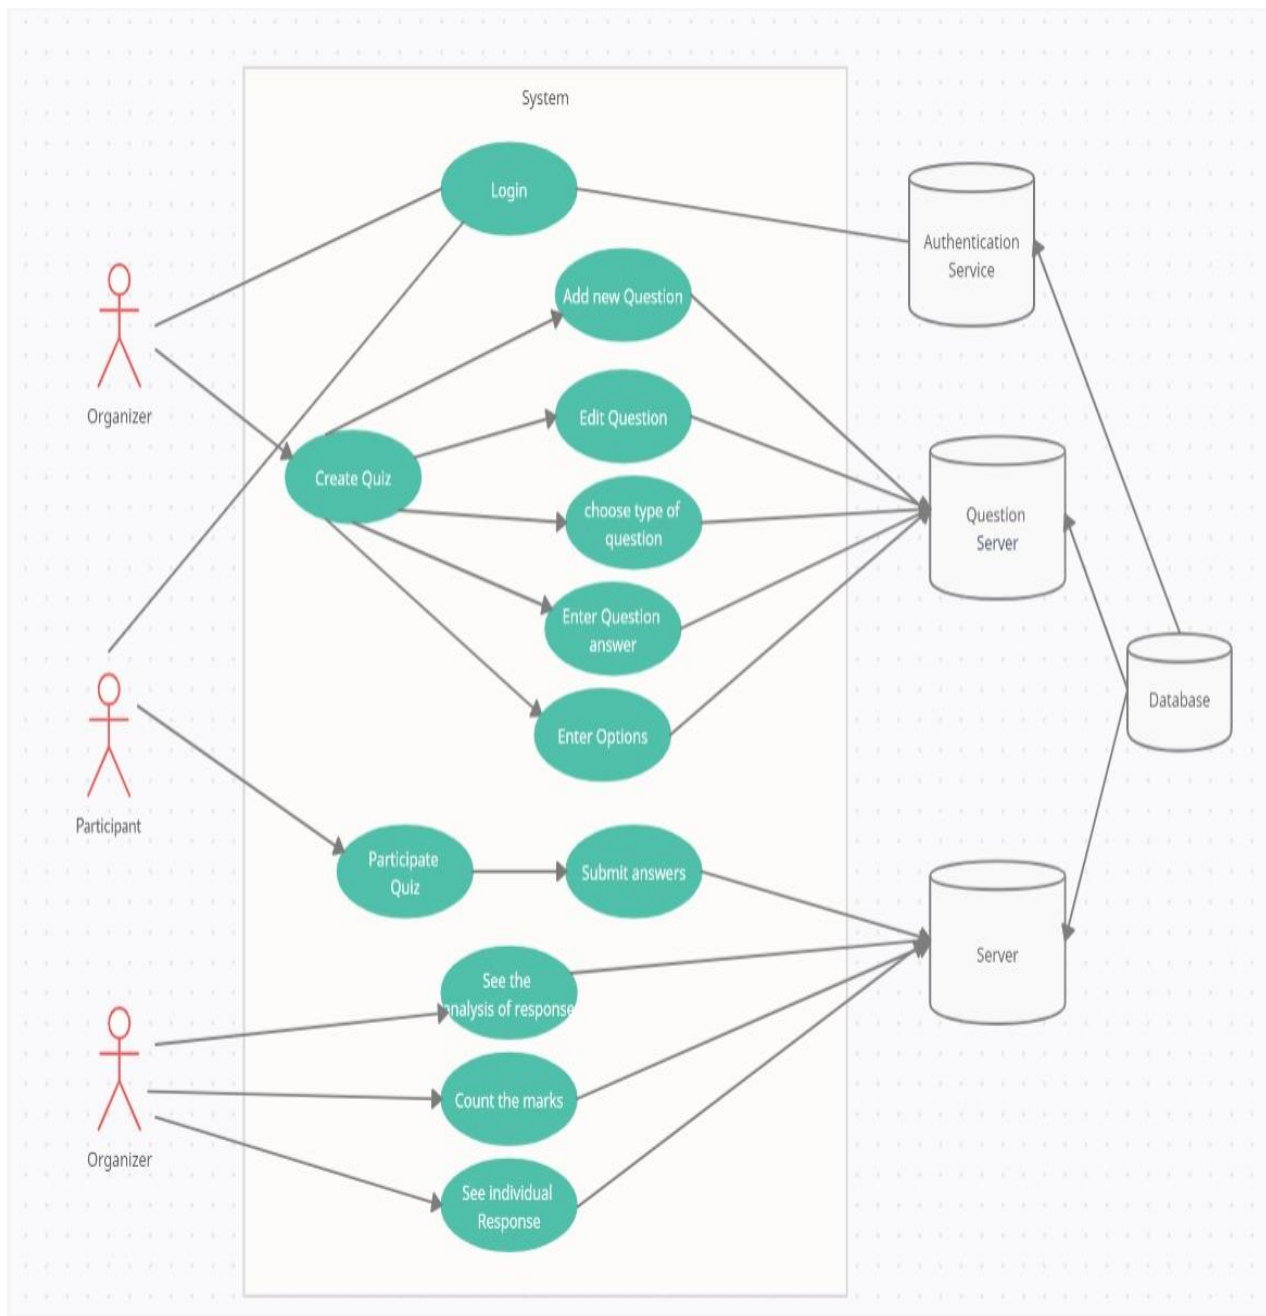 System
Login
Authentication
Service
Add new Question
Organizer
Edit Question
Create Quiz
choose type of
question
Question
Server
Enter Question
answer
Enter Options
Database
Participant
Participate
Quiz
Submit answers
Server
See the
analysis of response
Count the marks
Organizer
See individual
Response